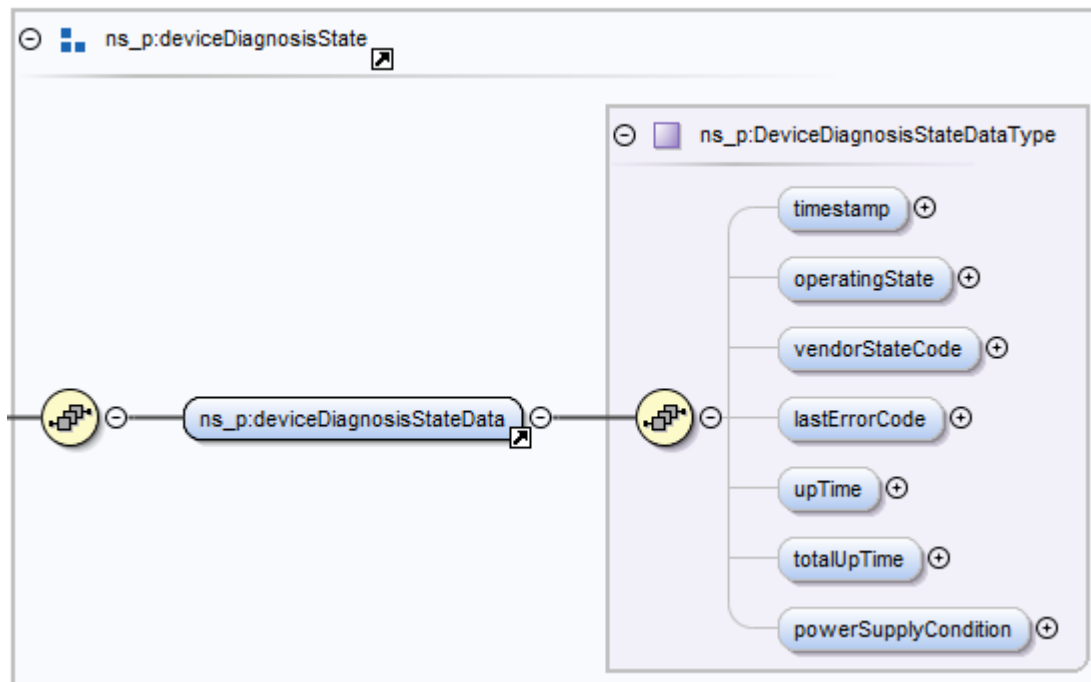 ns_p:deviceDiagnosisState
ns_p:DeviceDiagnosisStateDataType
timestamp
operatingState
vendorStateCode
ns_p:deviceDiagnosisStateData
lastErrorCode
upTime
totalUpTime
powerSupplyCondition